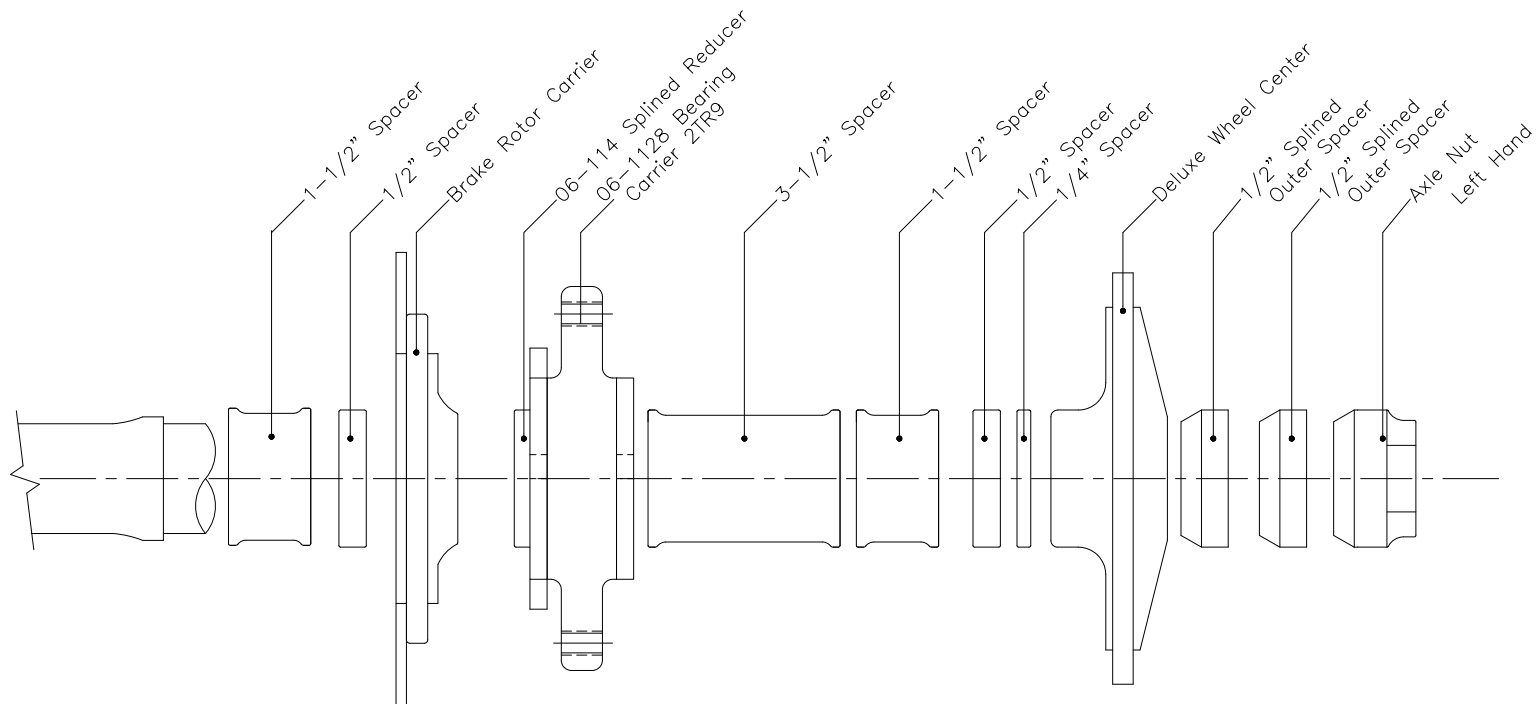 1-1/2" Spacer
1/2" Spacer
Brake Rotor Carrier
06-114 Splined Reducer
06-1128 Bearing
Carrier 2TR9
3-1/2" Spacer
1-1/2" Spacer
1/2" Spacer
1/4" Spacer
Deluxe Wheel Center
1/2" Splined
Outer Spacer
1/2" Splined
Outer Spacer
Axle Nut
Left Hand